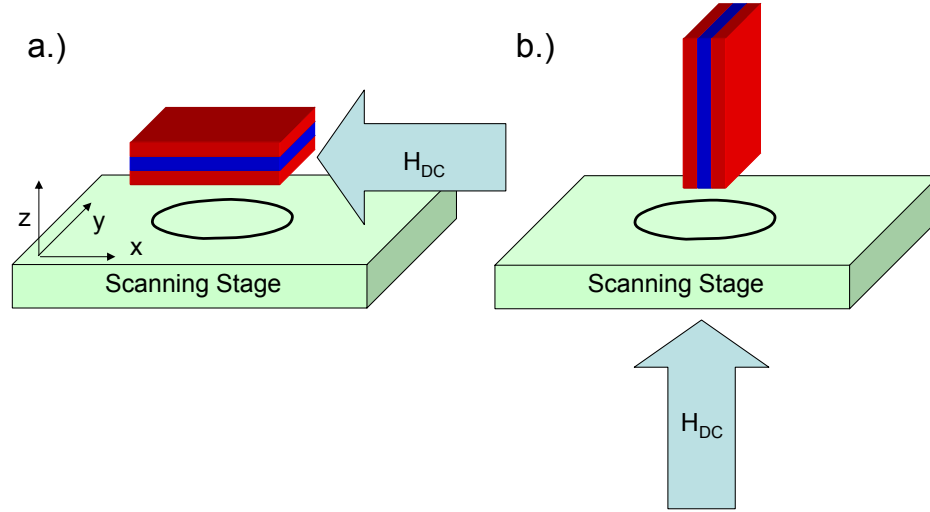 a.)
b.)
H_DC
z
y
x
Scanning Stage
Scanning Stage
H_DC